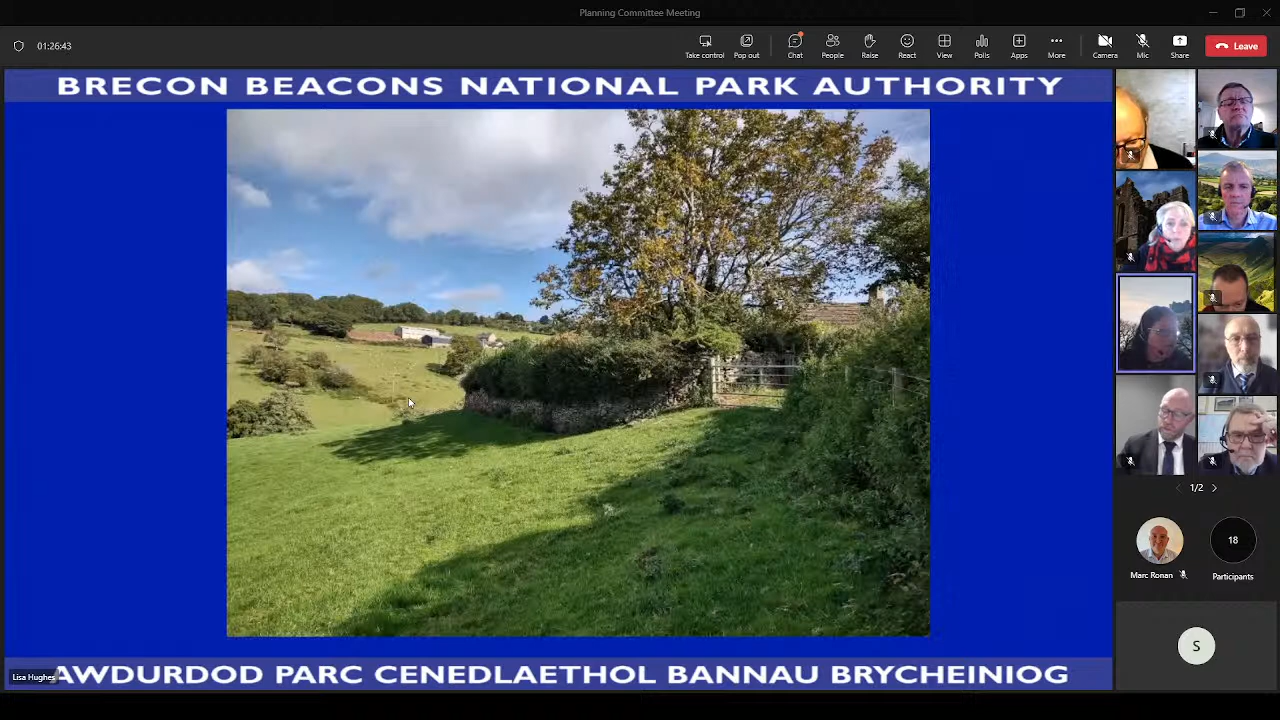 Planning Committee Meeting
01:26:43
Take control
Pop out
Chat
People
Raise
React
View
Polls
Apps
More
Camera
Mic
Share
Leave
BRECON BEACONS NATIONAL PARK AUTHORITY
1/2
18
Marc Ronan
Participants
S
Lisa Hughes
AWDURDOD PARC CENEDLAETHOL BANNAU BRYCHEINIOG